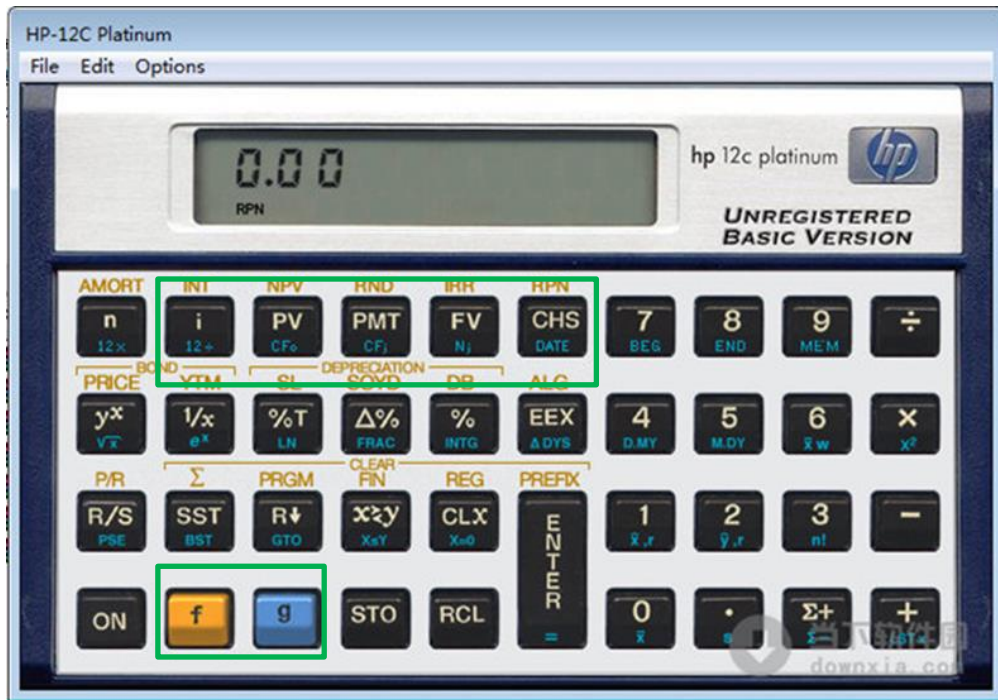 HP-12C Platinum
File Edit Options
0.00
RPN
hp 12c platinum
hp
UNREGISTERED
BASIC VERSION
AMORT INT NPV RND IRR RPN
n i PV PMT FV CHS 7 8 9 ÷
12× 12÷ CFo CFj Nj DATE BEG END MEM
BOND DEPRECIATION
PRICE YTM SL SOYD DB ALG
yx 1/x %T Δ% % EEX 4 5 6 ×
√x ex LN FRAC INTG ΔDYS D.MY M.DY x̄w x²
CLEAR
P/R Σ PRGM FIN REG PREFIX
R/S SST R↓ x≷y CLx ENTER 1 2 3 −
PSE BST GTO X≤Y X=0 x̄,r ŷ,r n!
ON f g STO RCL 0 · Σ+ +
= x̄ s Σ−
当下软件园
downxia.com